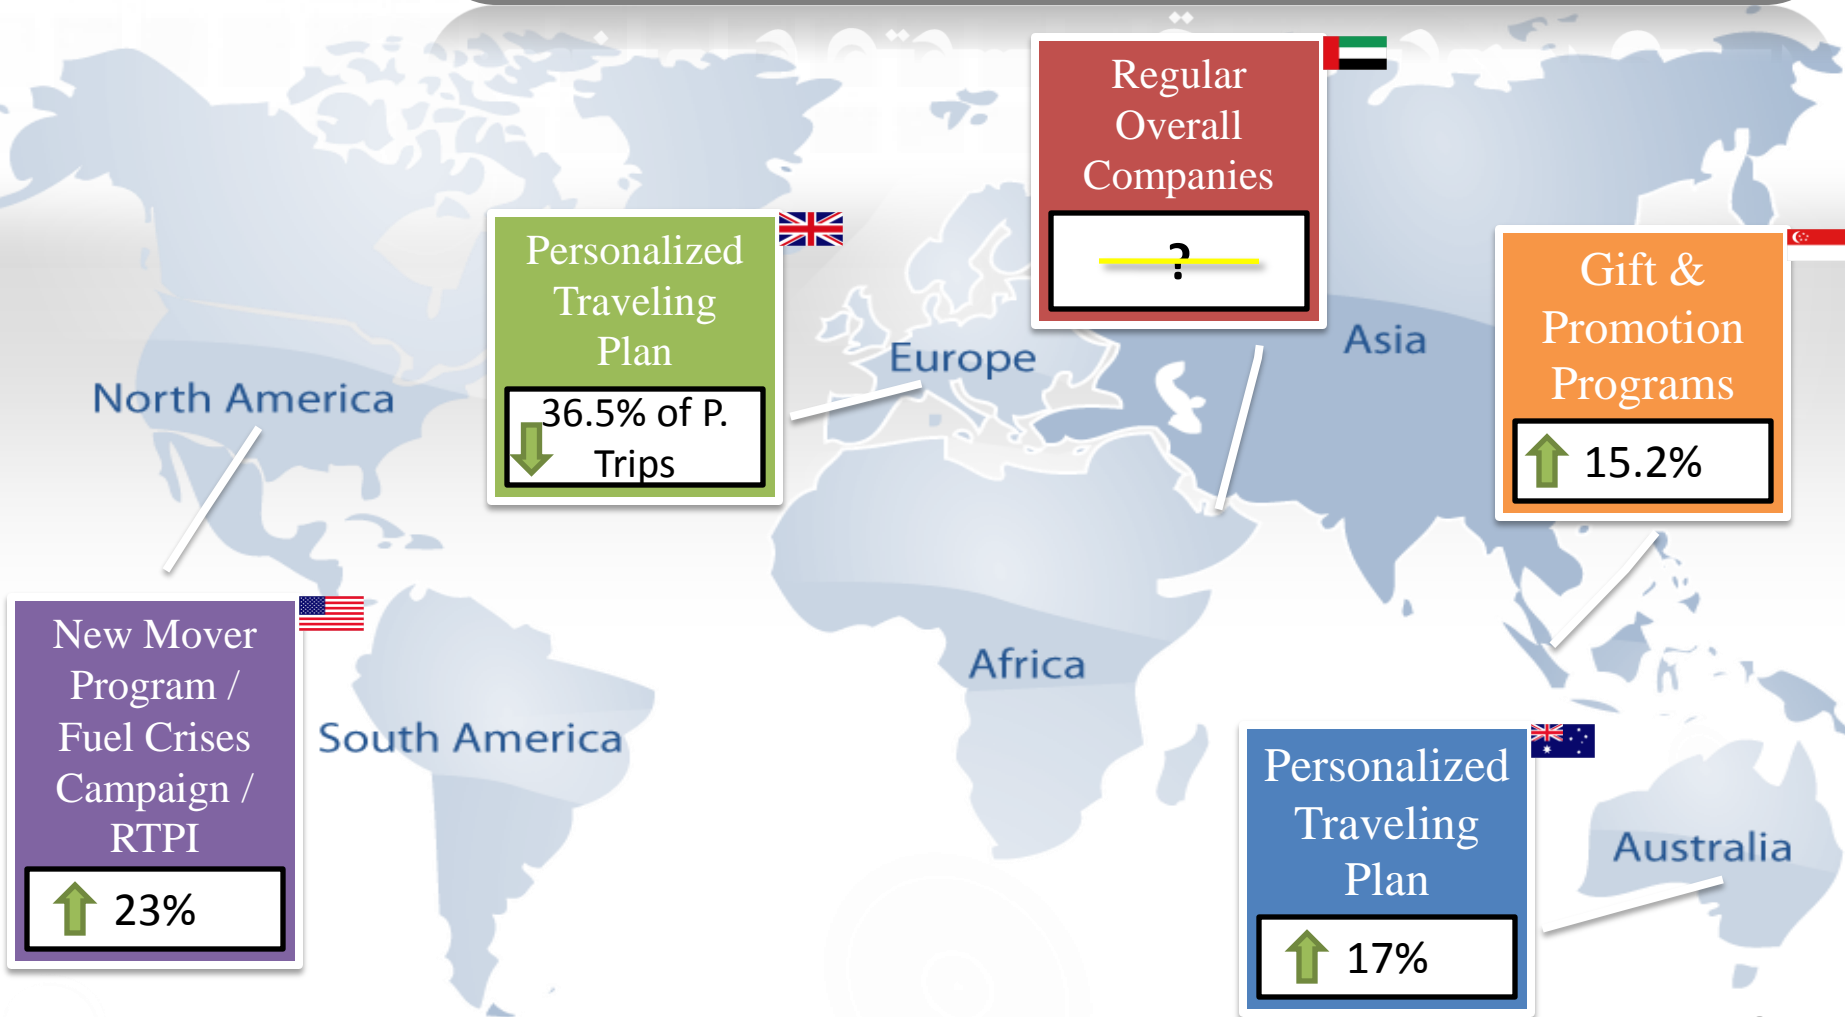 Regular
Overall
Companies
?
Personalized
Traveling
Plan
36.5% of P.
Trips
Gift &
Promotion
Programs
15.2%
Asia
Europe
North America
New Mover
Program /
Fuel Crises
Campaign /
RTPI
23%
Africa
South America
Personalized
Traveling
Plan
17%
Australia